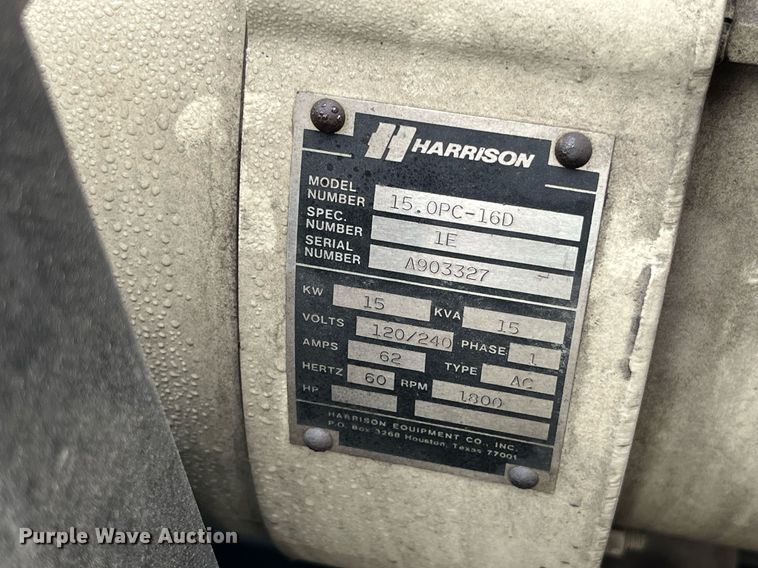 HARRISON
MODEL NUMBER 15.0PC-16D
SPEC. NUMBER 1E
SERIAL NUMBER A903327 -
KW 15 KVA 15
VOLTS 120/240 PHASE 1
AMPS 62 TYPE AC
HERTZ 60 RPM 1800
HP
HARRISON EQUIPMENT CO., INC.
P.O. Box 3268 Houston, Texas 77001
Purple Wave Auction